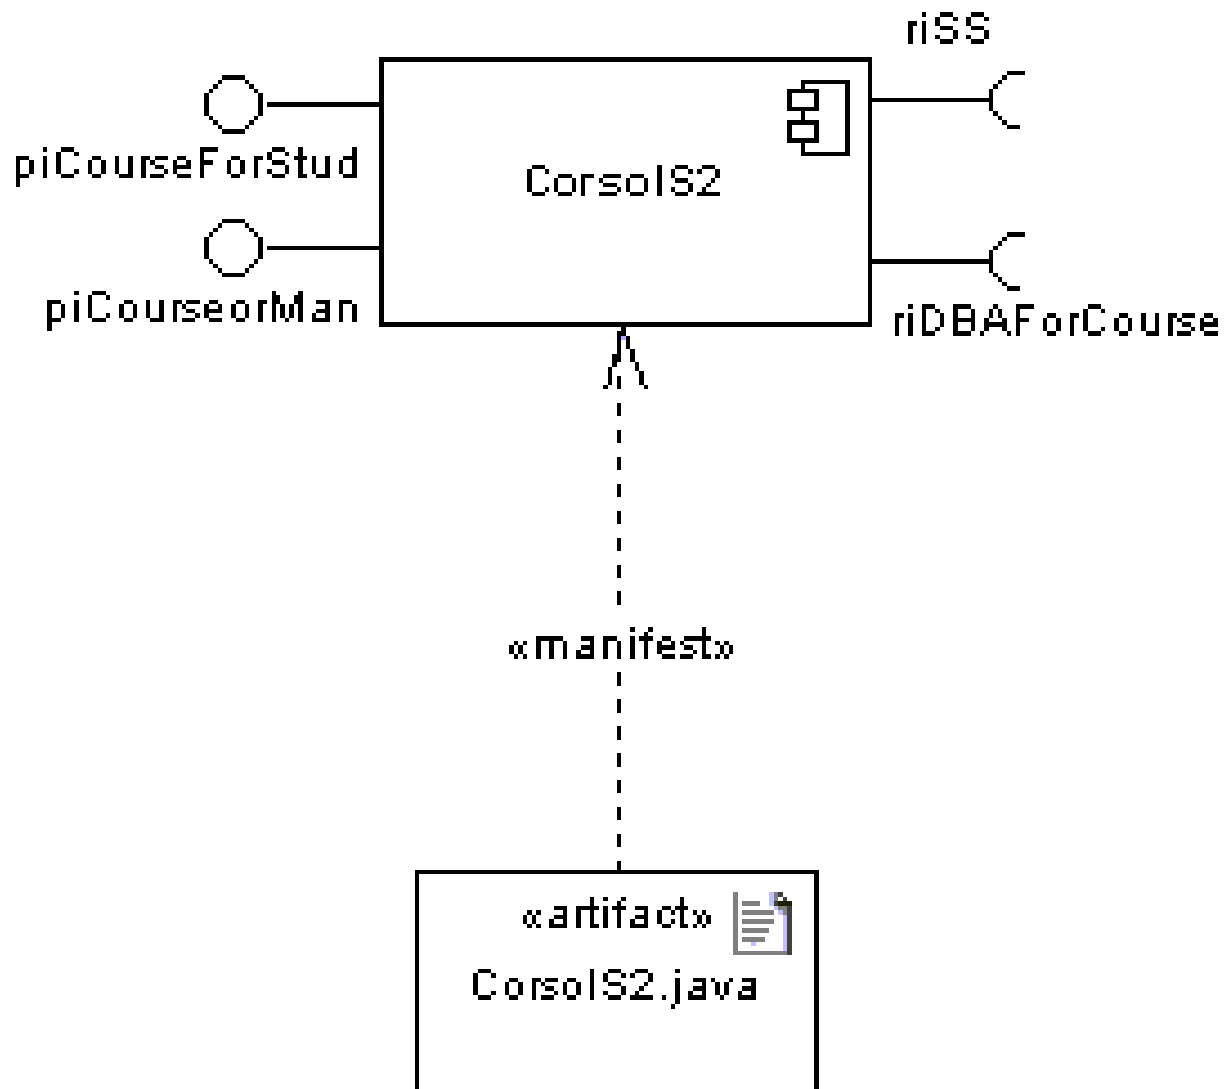 riSS
piCourseForStud
CorsoIS2
piCourseorMan
riDBAForCourse
«manifest»
«artifact»
CorsoIS2.java